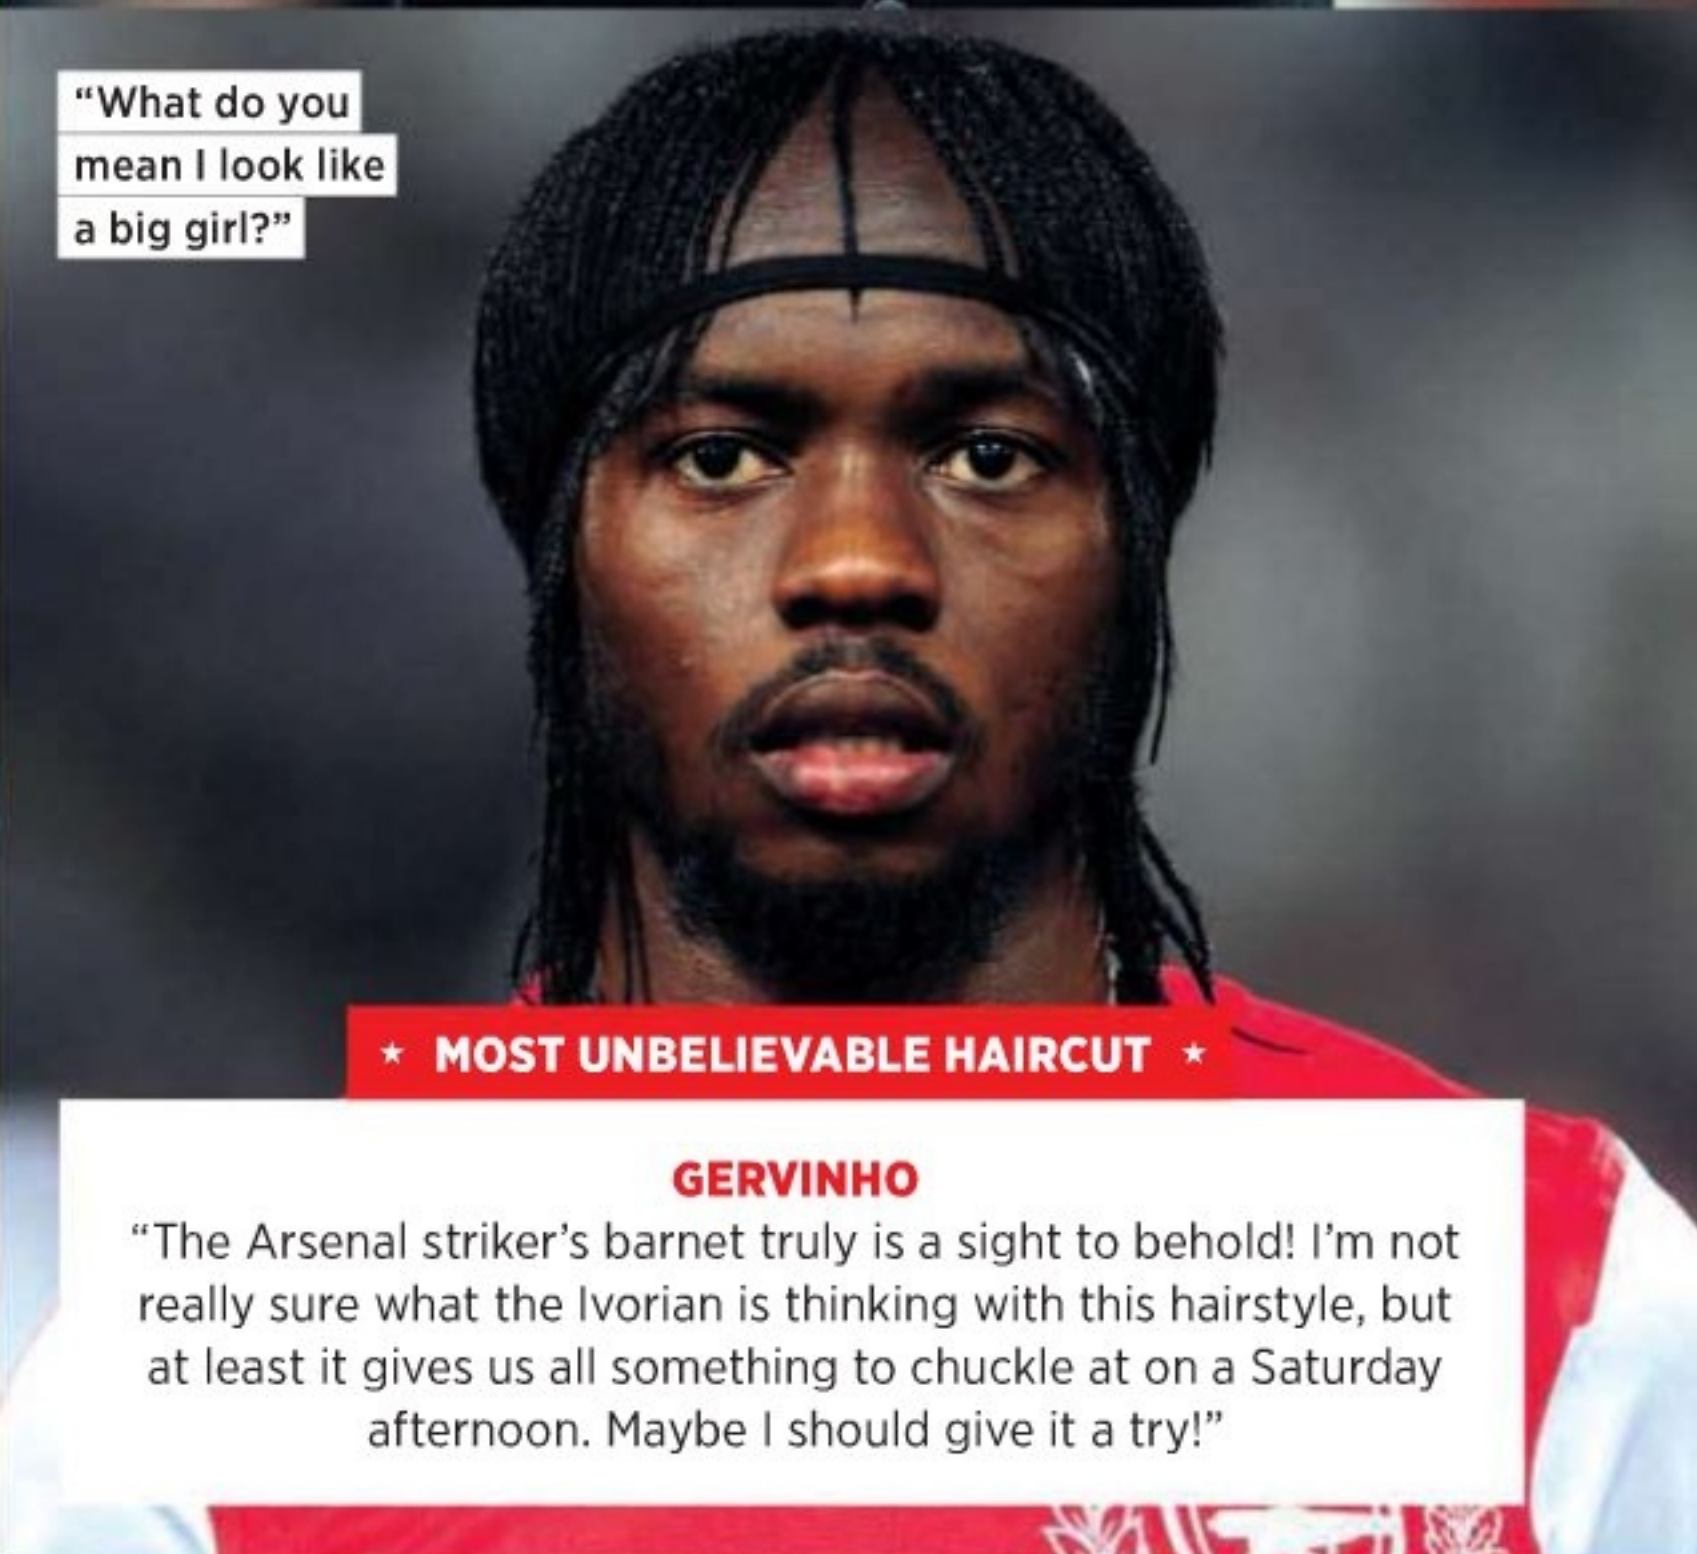 “What do you
mean I look like
a big girl?”
★ MOST UNBELIEVABLE HAIRCUT ★
GERVINHO
“The Arsenal striker’s barnet truly is a sight to behold! I’m not
really sure what the Ivorian is thinking with this hairstyle, but
at least it gives us all something to chuckle at on a Saturday
afternoon. Maybe I should give it a try!”